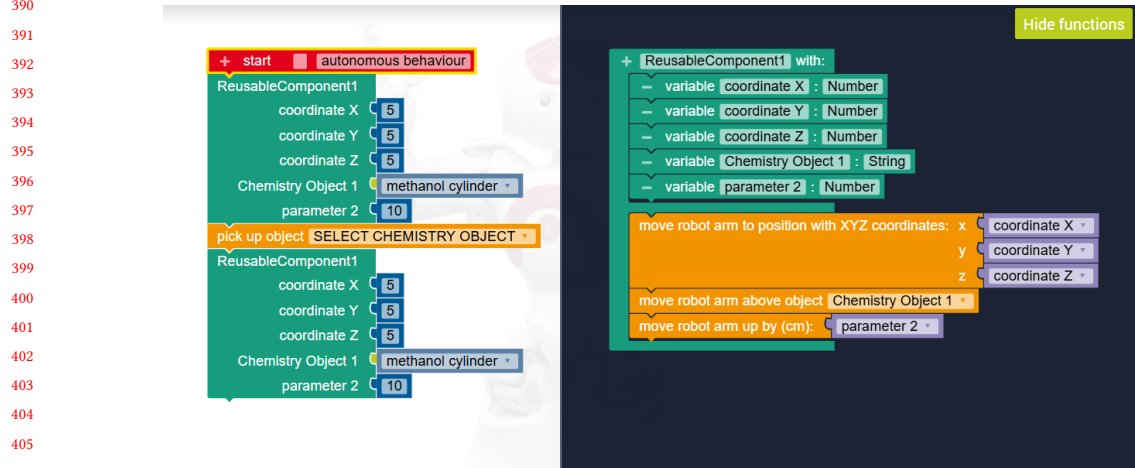 390
391
392
393
394
395
396
397
398
399
400
401
402
403
404
405
+ start autonomous behaviour
ReusableComponent1
coordinate X 5
coordinate Y 5
coordinate Z 5
Chemistry Object 1 methanol cylinder
parameter 2 10
pick up object SELECT CHEMISTRY OBJECT
ReusableComponent1
coordinate X 5
coordinate Y 5
coordinate Z 5
Chemistry Object 1 methanol cylinder
parameter 2 10
Hide functions
+ ReusableComponent1 with:
– variable coordinate X : Number
– variable coordinate Y : Number
– variable coordinate Z : Number
– variable Chemistry Object 1 : String
– variable parameter 2 : Number
move robot arm to position with XYZ coordinates: x coordinate X
y coordinate Y
z coordinate Z
move robot arm above object Chemistry Object 1
move robot arm up by (cm): parameter 2